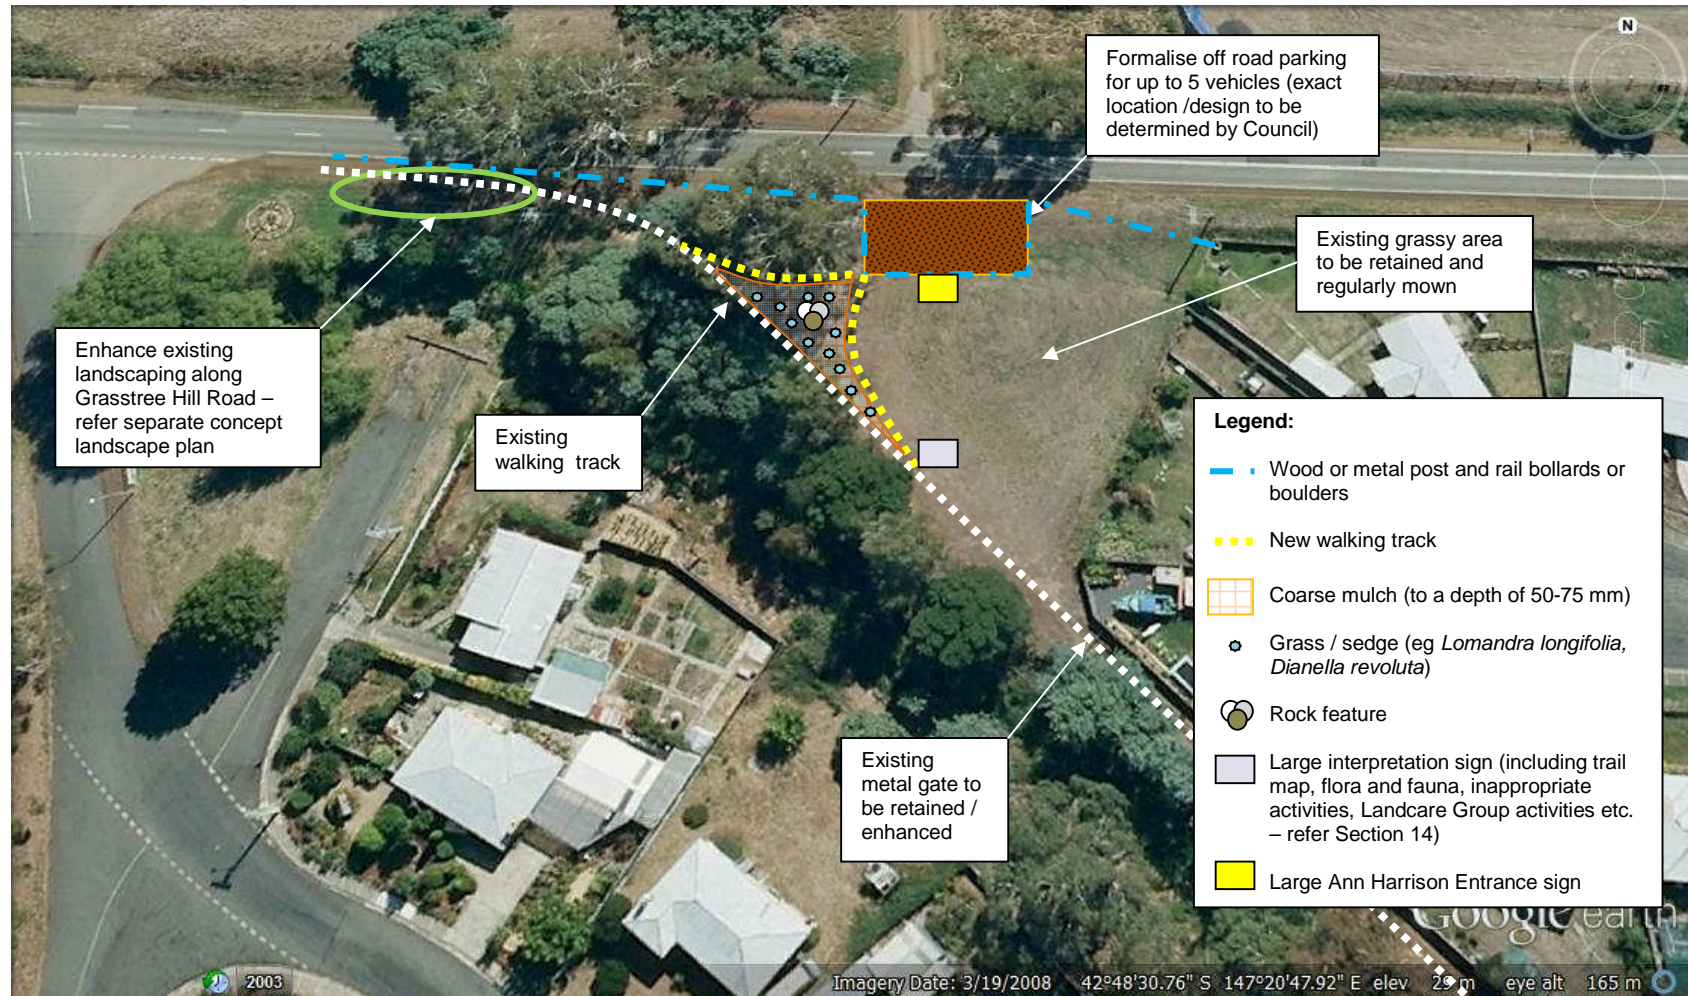 N
Formalise off road parking
for up to 5 vehicles (exact
location /design to be
determined by Council)
Existing grassy area
to be retained and
regularly mown
Enhance existing
landscaping along
Grasstree Hill Road –
refer separate concept
landscape plan
Existing
walking track
Existing
metal gate to
be retained /
enhanced
Legend:
Wood or metal post and rail bollards or
boulders
New walking track
Coarse mulch (to a depth of 50-75 mm)
Grass / sedge (eg Lomandra longifolia,
Dianella revoluta)
Rock feature
Large interpretation sign (including trail
map, flora and fauna, inappropriate
activities, Landcare Group activities etc.
– refer Section 14)
Large Ann Harrison Entrance sign
Google earth
2003
Imagery Date: 3/19/2008 42°48'30.76" S 147°20'47.92" E elev 29 m eye alt 165 m